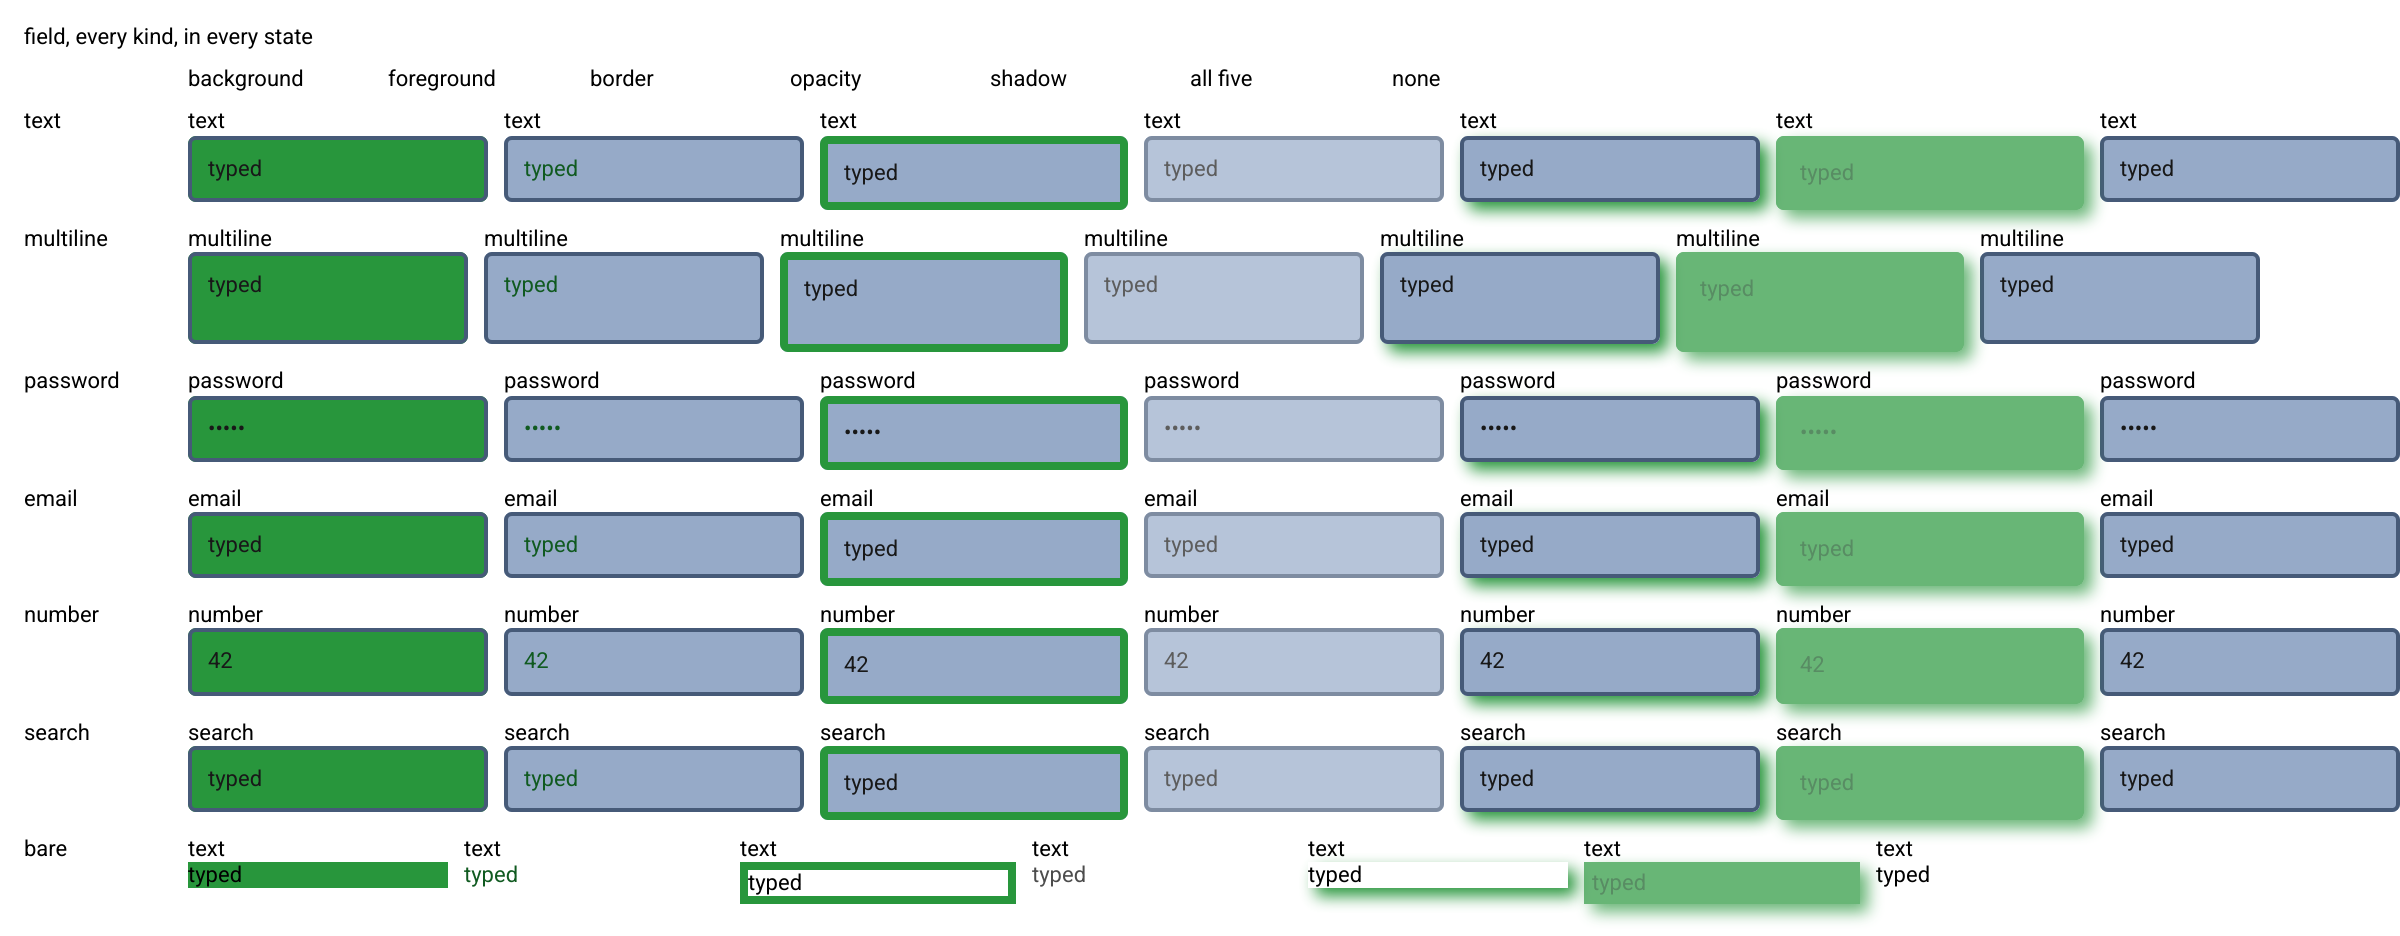 field, every kind, in every state
background foreground border opacity shadow all five none
text text text text text text text text
typed typed typed typed typed typed typed
multiline multiline multiline multiline multiline multiline multiline multiline
typed typed typed typed typed typed typed
password password password password password password password password
••••• ••••• ••••• ••••• ••••• ••••• •••••
email email email email email email email email
typed typed typed typed typed typed typed
number number number number number number number number
42 42 42 42 42 42 42
search search search search search search search search
typed typed typed typed typed typed typed
bare text text text text text text text
typed typed typed typed typed typed typed